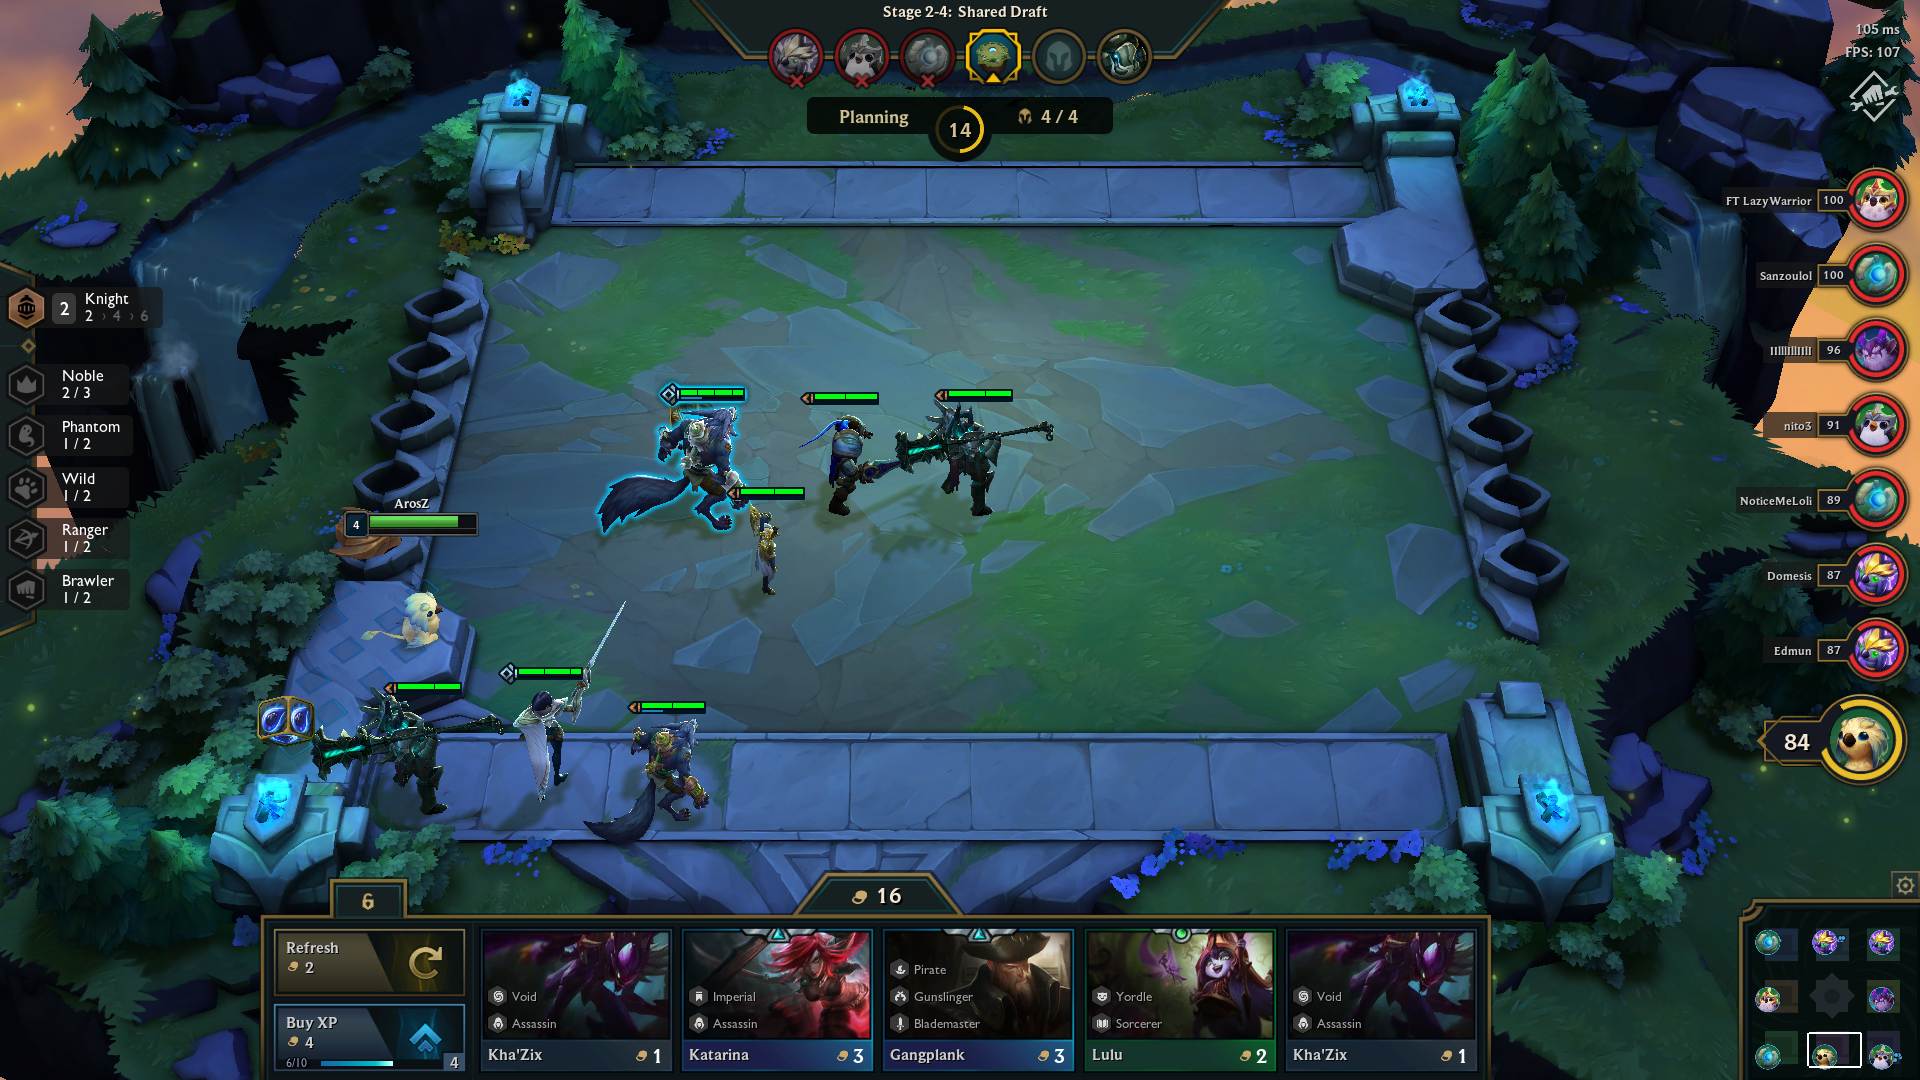 Stage 2-4: Shared Draft
105 ms
FPS: 107
Planning
14
4 / 4
FT LazyWarrior 100
Sanzoulol 100
96
nito3 91
NoticeMeLoli 89
Domesis 87
Edmun 87
84
2
Knight
2 › 4 › 6
Noble
2 / 3
Phantom
1 / 2
Wild
1 / 2
Ranger
1 / 2
Brawler
1 / 2
ArosZ
4
6
16
Refresh
2
Buy XP
4
6/10
4
Void
Assassin
Kha'Zix 1
Imperial
Assassin
Katarina 3
Pirate
Gunslinger
Blademaster
Gangplank 3
Yordle
Sorcerer
Lulu 2
Void
Assassin
Kha'Zix 1